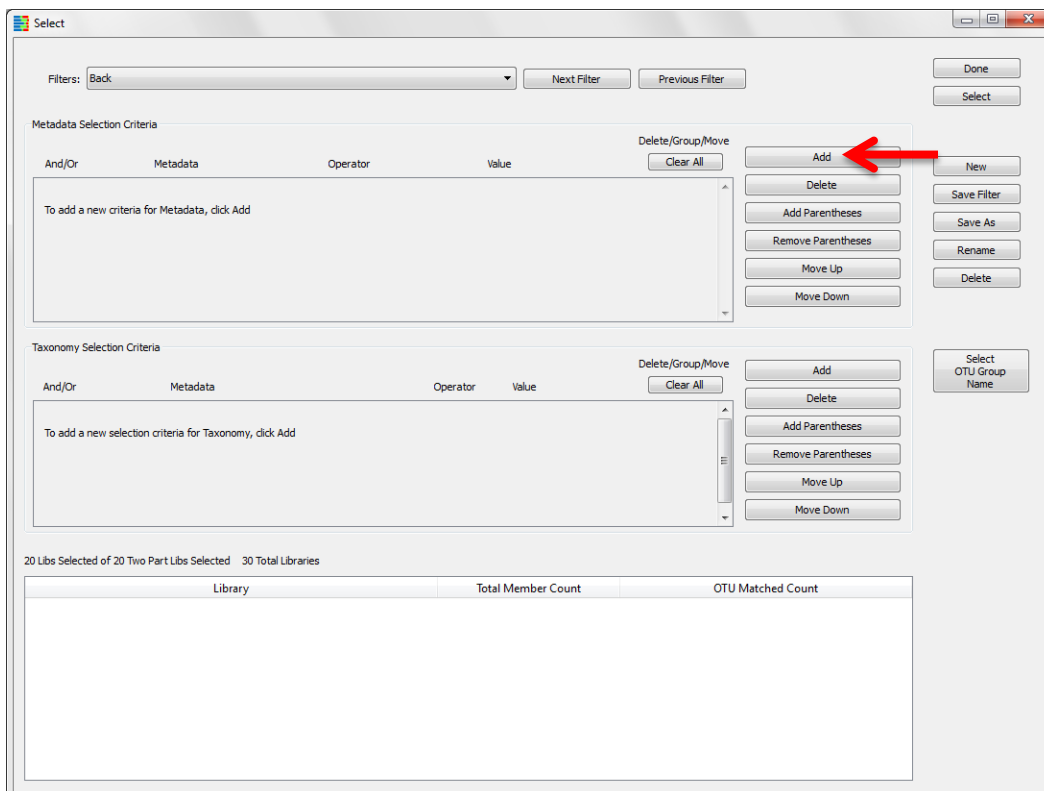 Select
Filters: Back Next Filter Previous Filter
Done
Select
Metadata Selection Criteria
Delete/Group/Move
And/Or Metadata Operator Value Clear All
To add a new criteria for Metadata, click Add
Add
Delete
Add Parentheses
Remove Parentheses
Move Up
Move Down
New
Save Filter
Save As
Rename
Delete
Taxonomy Selection Criteria
Delete/Group/Move
And/Or Metadata Operator Value Clear All
To add a new selection criteria for Taxonomy, click Add
Add
Delete
Add Parentheses
Remove Parentheses
Move Up
Move Down
Select
OTU Group
Name
20 Libs Selected of 20 Two Part Libs Selected 30 Total Libraries
Library Total Member Count OTU Matched Count